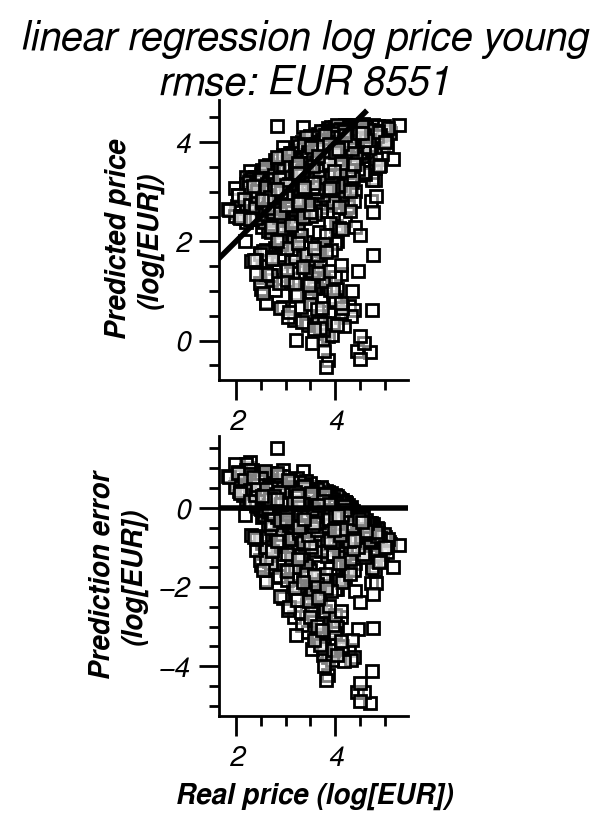 linear regression log price young
rmse: EUR 8551
Predicted price
(log[EUR])
4
2
0
2
4
Prediction error
(log[EUR])
0
−2
−4
2
4
Real price (log[EUR])